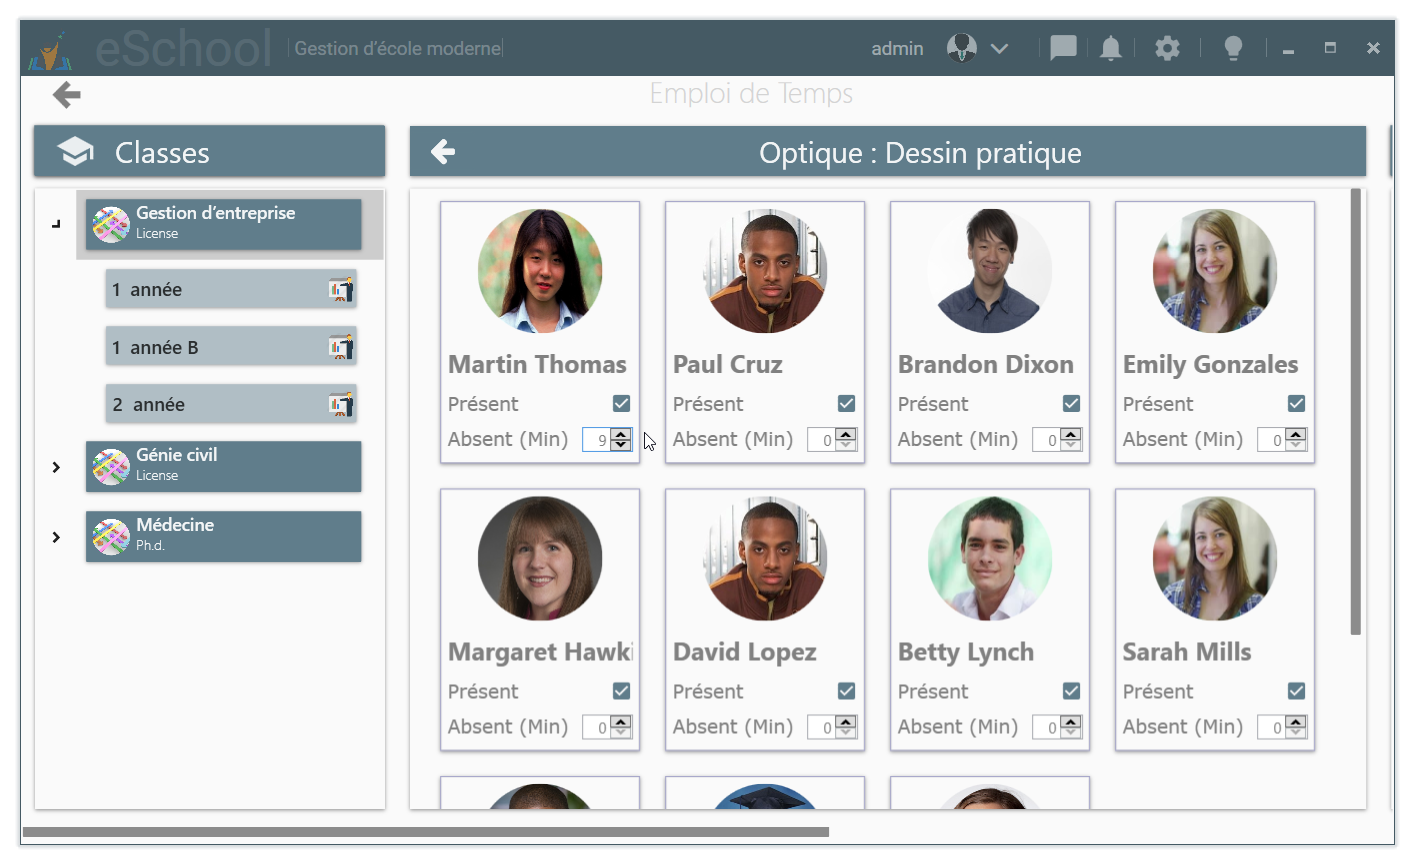 eSchool
Gestion d'école moderne
admin
Emploi de Temps
Classes
Optique : Dessin pratique
Gestion d'entreprise
License
1 année
1 année B
2 année
Génie civil
License
Médecine
Ph.d.
Martin Thomas
Présent
Absent (Min) 9
Paul Cruz
Présent
Absent (Min) 0
Brandon Dixon
Présent
Absent (Min) 0
Emily Gonzales
Présent
Absent (Min) 0
Margaret Hawki
Présent
Absent (Min) 0
David Lopez
Présent
Absent (Min) 0
Betty Lynch
Présent
Absent (Min) 0
Sarah Mills
Présent
Absent (Min) 0